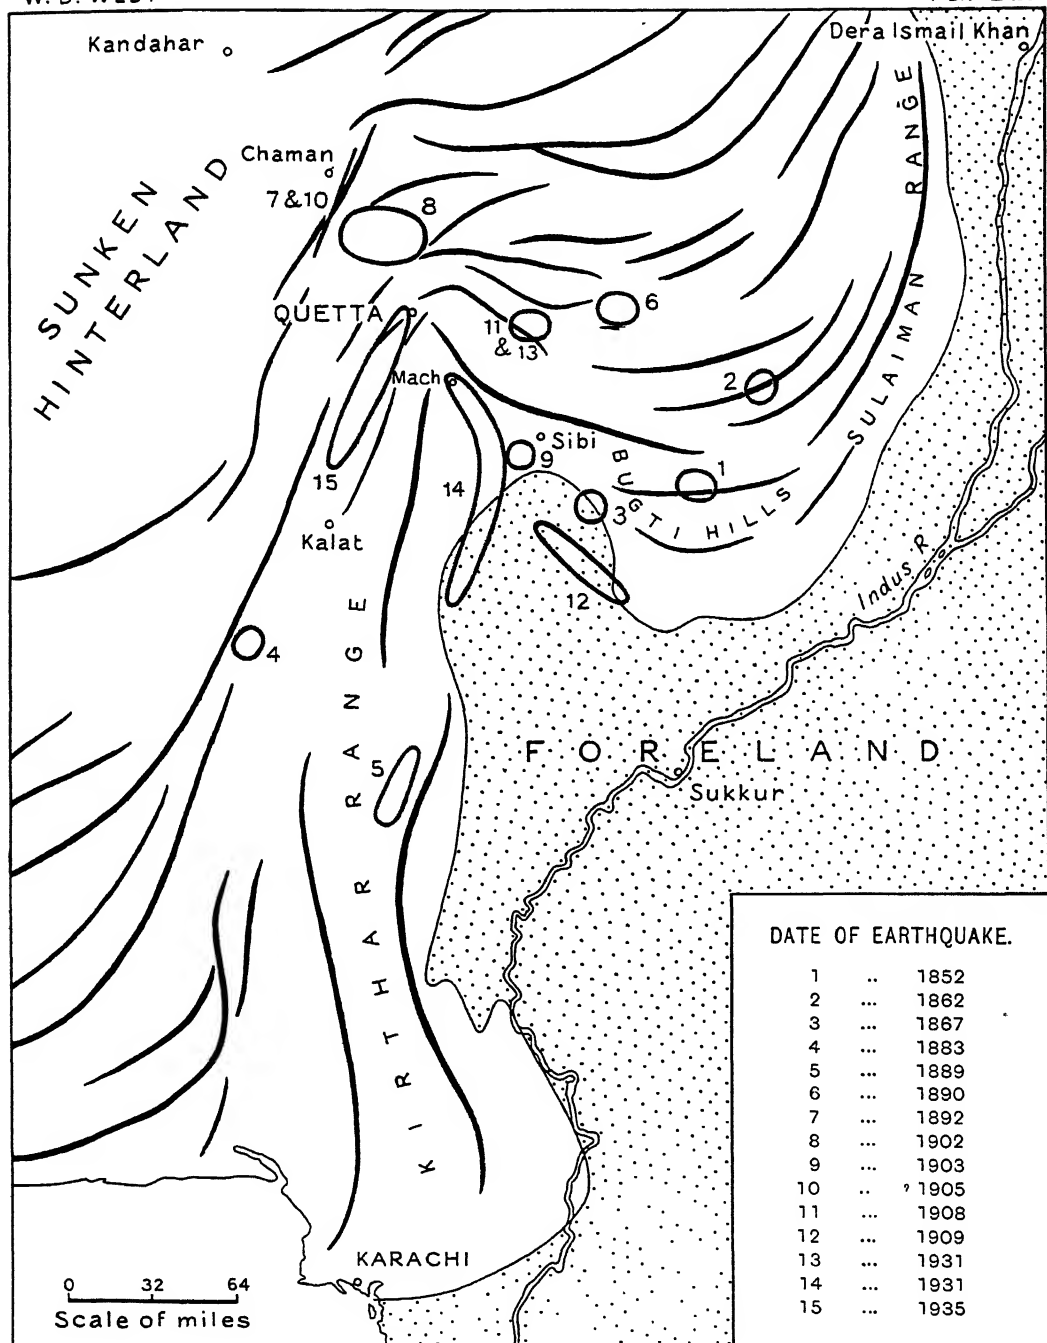 Kandahar
Dera Ismail Khan
Chaman
7 & 10
8
SUNKEN
HINTERLAND
SULAIMAN RANGE
QUETTA
6
11
& 13
Mach
2
Sibi
9
BUGTI HILLS
1
15
14
3
Kalat
12
Indus R
4
KIRTHAR RANGE
5
FORELAND
Sukkur
KARACHI
0 32 64
Scale of miles
DATE OF EARTHQUAKE.
1 .. 1852
2 ... 1862
3 ... 1867
4 ... 1883
5 ... 1889
6 ... 1890
7 ... 1892
8 ... 1902
9 ... 1903
10 .. ? 1905
11 ... 1908
12 ... 1909
13 ... 1931
14 ... 1931
15 ... 1935